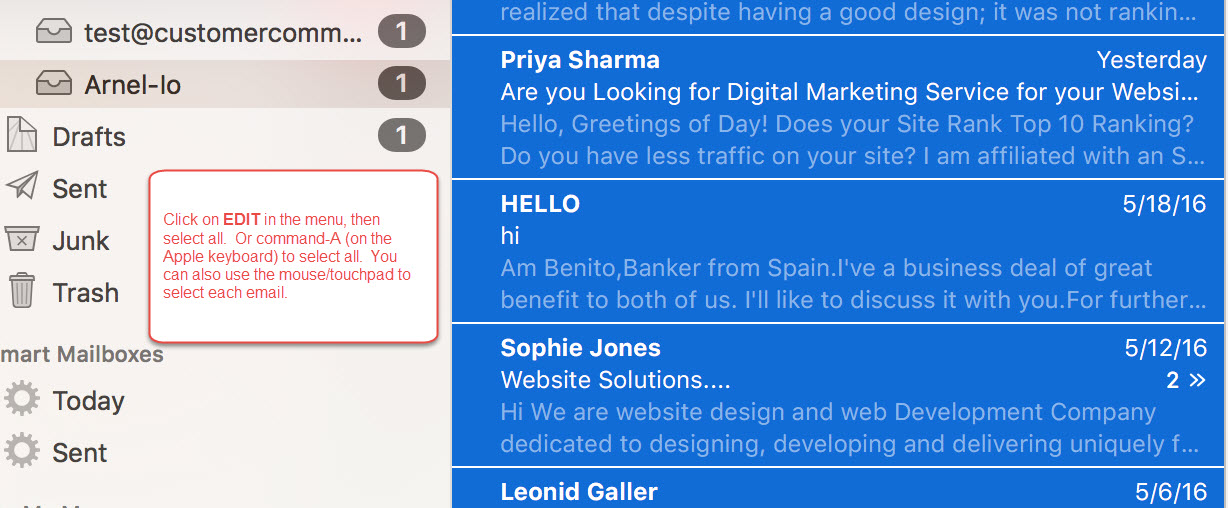 test@customercomm... 1
Arnel-Io 1
Drafts 1
Sent
Junk
Trash
mart Mailboxes
Today
Sent
Click on EDIT in the menu, then
select all. Or command-A (on the
Apple keyboard) to select all. You
can also use the mouse/touchpad to
select each email.
realized that despite having a good design; it was not rankin...
Priya Sharma Yesterday
Are you Looking for Digital Marketing Service for your Websi...
Hello, Greetings of Day! Does your Site Rank Top 10 Ranking?
Do you have less traffic on your site? I am affiliated with an S...
HELLO 5/18/16
hi
Am Benito,Banker from Spain.I've a business deal of great
benefit to both of us. I'll like to discuss it with you.For further...
Sophie Jones 5/12/16
Website Solutions.... 2 »
Hi We are website design and web Development Company
dedicated to designing, developing and delivering uniquely f...
Leonid Galler 5/6/16